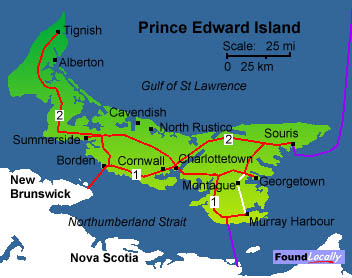 Prince Edward Island
Tignish
Scale: 25 mi
0 25 km
Alberton
Gulf of St Lawrence
Cavendish
2
North Rustico
2
Souris
Summerside
Borden
Cornwall
Charlottetown
1
New
Brunswick
Montague
Georgetown
1
Northumberland Strait
Murray Harbour
Nova Scotia
FoundLocally